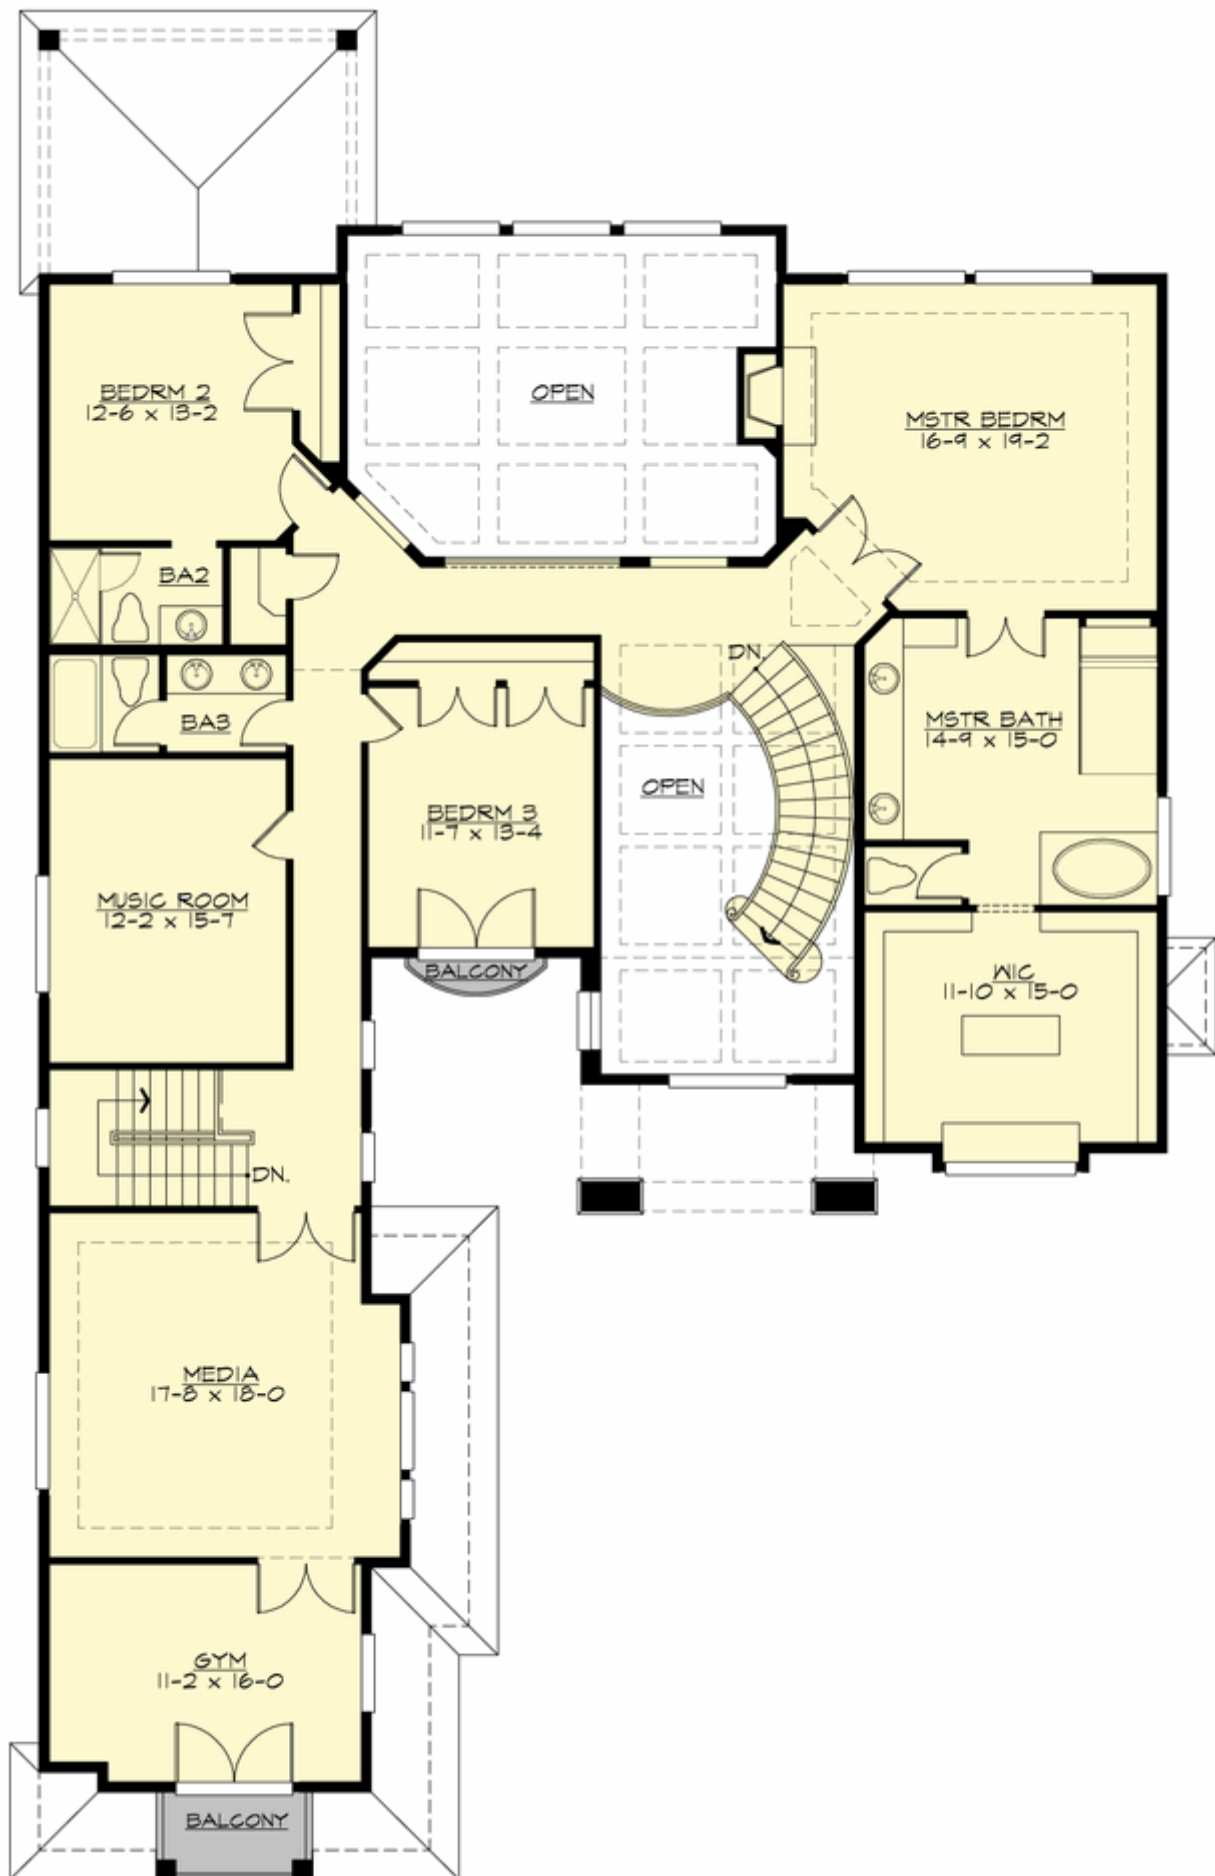 BEDRM 2
12-6 x 13-2
OPEN
MSTR BEDRM
16-9 x 19-2
BA2
DN.
BA3
MSTR BATH
14-9 x 15-0
OPEN
BEDRM 3
11-7 x 13-4
MUSIC ROOM
12-2 x 15-7
BALCONY
WIC
11-10 x 15-0
DN.
MEDIA
17-8 x 18-0
GYM
11-2 x 16-0
BALCONY